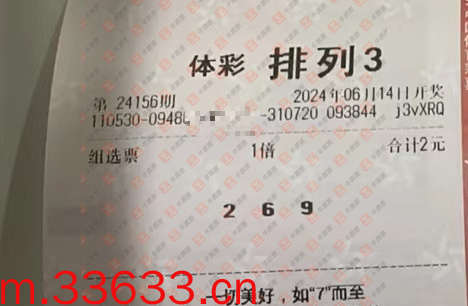 体彩 排列3
第 24156期 2024年06月14日开奖
110530-0948 -310720 093844 j3vXRQ
组选票 1倍 合计2元
2 6 9
一切美好，如“7”而至
m.33633.cn